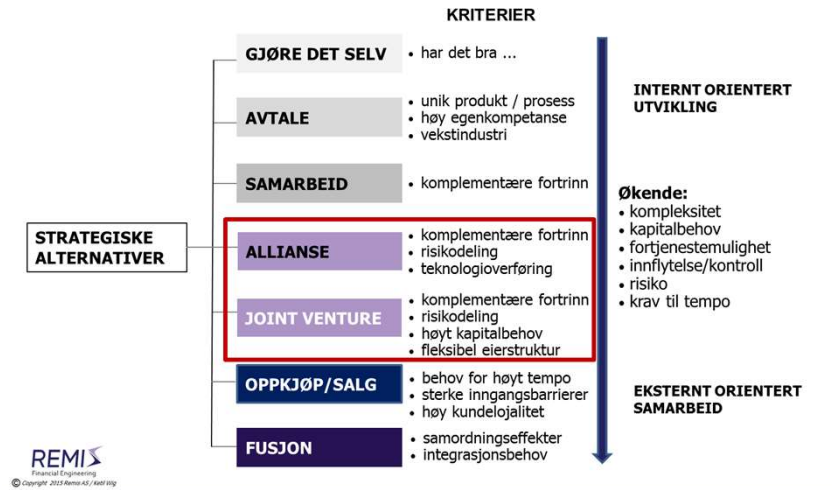 KRITERIER
GJØRE DET SELV
• har det bra ...
AVTALE
• unik produkt / prosess
• høy egenkompetanse
• vekstindustri
SAMARBEID
• komplementære fortrinn
STRATEGISKE
ALTERNATIVER
ALLIANSE
• komplementære fortrinn
• risikodeling
• teknologioverføring
JOINT VENTURE
• komplementære fortrinn
• risikodeling
• høyt kapitalbehov
• fleksibel eierstruktur
OPPKJØP/SALG
• behov for høyt tempo
• sterke inngangsbarrierer
• høy kundelojalitet
FUSJON
• samordningseffekter
• integrasjonsbehov
INTERNT ORIENTERT
UTVIKLING
Økende:
• kompleksitet
• kapitalbehov
• fortjenestemulighet
• innflytelse/kontroll
• risiko
• krav til tempo
EKSTERNT ORIENTERT
SAMARBEID
REMIS
Financial Engineering
© Copyright 2015 Remis AS / Ketil Wig